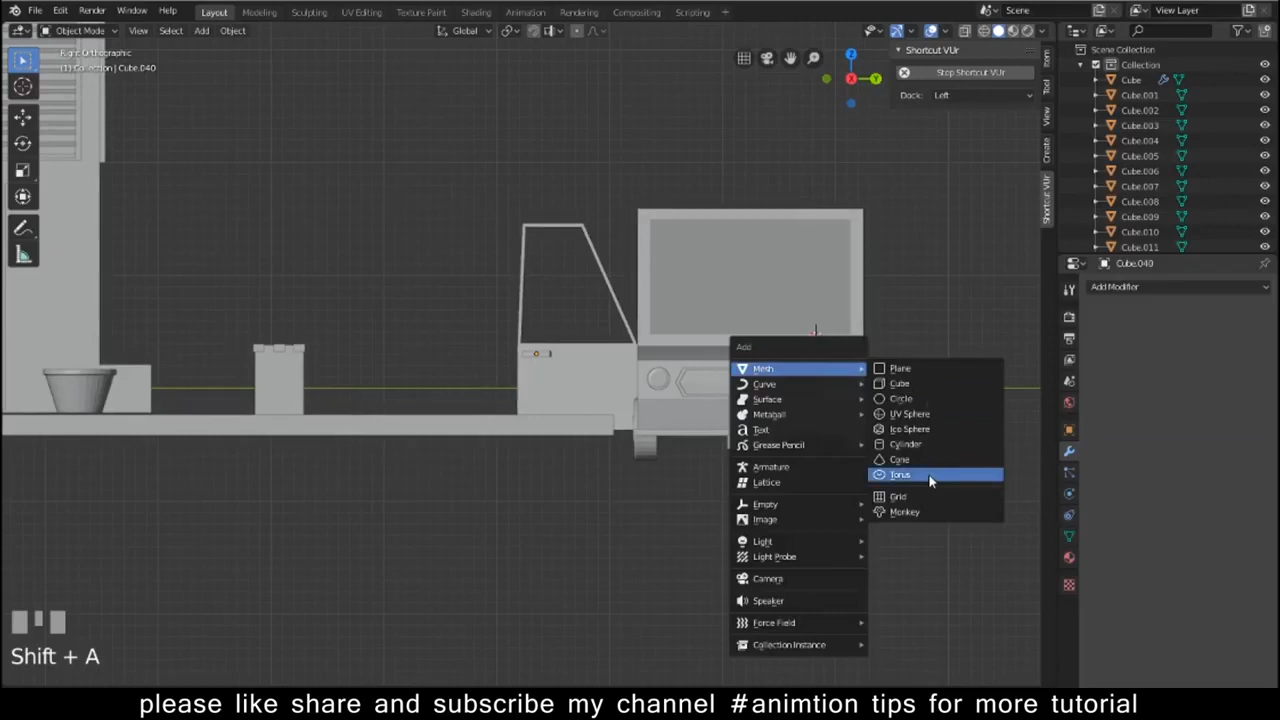 File Edit Render Window Help Layout Modeling Sculpting UV Editing Texture Paint Shading Animation Rendering Compositing Scripting + Scene View Layer
Object Mode View Select Add Object Global
Right Orthographic
(1) Collection | Cube.040
Z
X
Y
Shortcut VUr
Stop Shortcut VUr
Dock: Left
Item
Tool
View
Create
Shortcut VUr
Scene Collection
Collection
Cube
Cube.001
Cube.002
Cube.003
Cube.004
Cube.005
Cube.006
Cube.007
Cube.008
Cube.009
Cube.010
Cube.011
Cube.040
Add Modifier
Add
Mesh
Curve
Surface
Metaball
Text
Grease Pencil
Armature
Lattice
Empty
Image
Light
Light Probe
Camera
Speaker
Force Field
Collection Instance
Plane
Cube
Circle
UV Sphere
Ico Sphere
Cylinder
Cone
Torus
Grid
Monkey
Shift + A
please like share and subscribe my channel #animtion tips for more tutorial